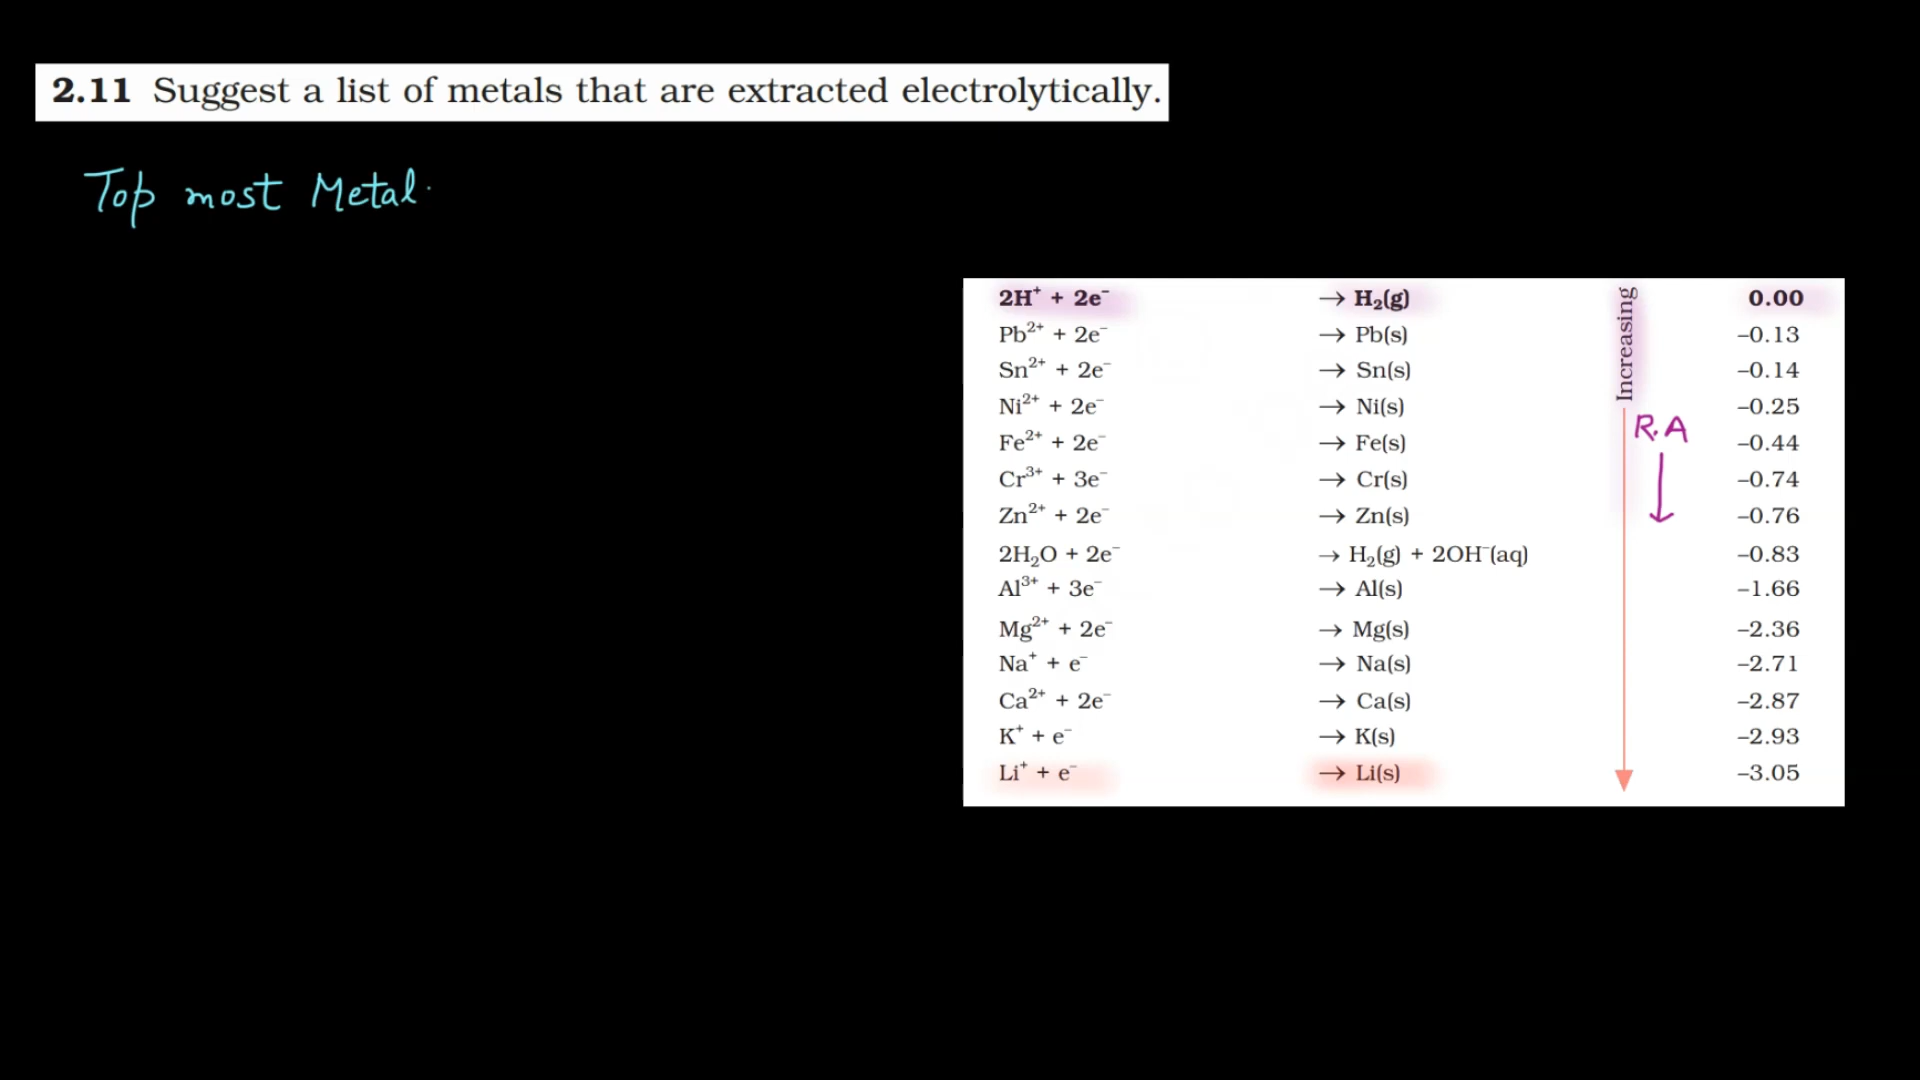 2.11 Suggest a list of metals that are extracted electrolytically.
Top most Metal.
2H⁺ + 2e⁻ → H₂(g) 0.00
Pb²⁺ + 2e⁻ → Pb(s) –0.13
Sn²⁺ + 2e⁻ → Sn(s) –0.14
Ni²⁺ + 2e⁻ → Ni(s) –0.25
Fe²⁺ + 2e⁻ → Fe(s) –0.44
Cr³⁺ + 3e⁻ → Cr(s) –0.74
Zn²⁺ + 2e⁻ → Zn(s) –0.76
2H₂O + 2e⁻ → H₂(g) + 2OH⁻(aq) –0.83
Al³⁺ + 3e⁻ → Al(s) –1.66
Mg²⁺ + 2e⁻ → Mg(s) –2.36
Na⁺ + e⁻ → Na(s) –2.71
Ca²⁺ + 2e⁻ → Ca(s) –2.87
K⁺ + e⁻ → K(s) –2.93
Li⁺ + e⁻ → Li(s) –3.05
Increasing
R.A